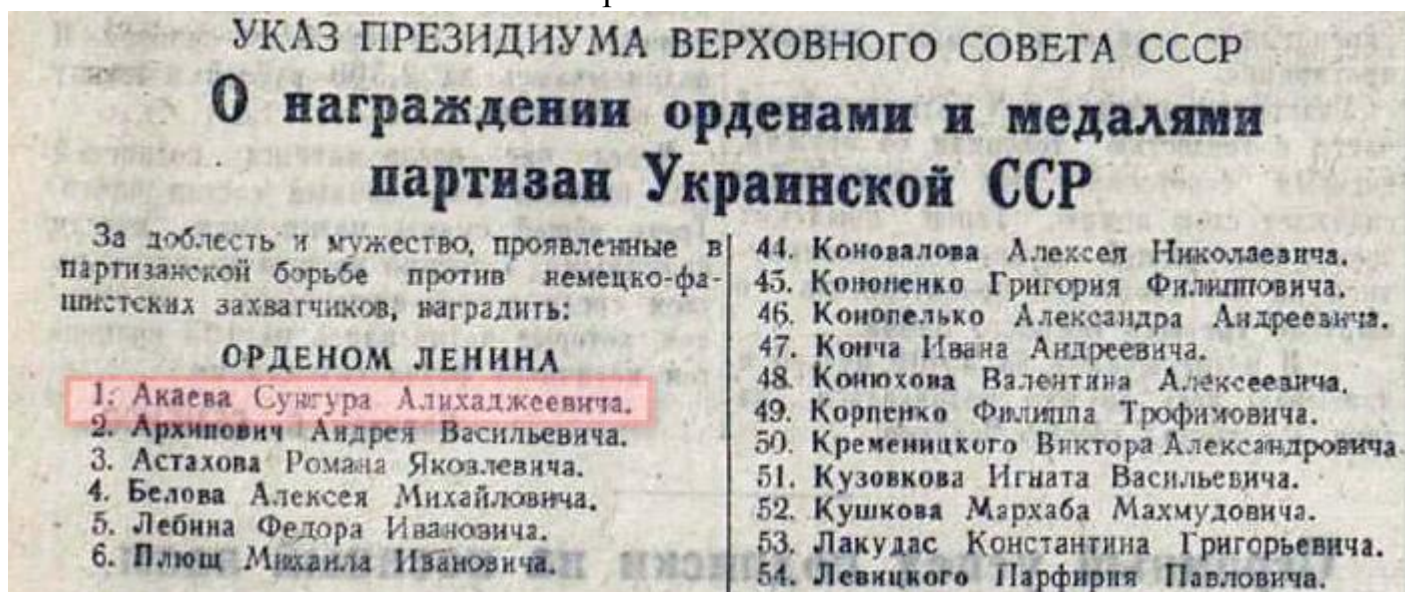 УКАЗ ПРЕЗИДИУМА ВЕРХОВНОГО СОВЕТА СССР
О награждении орденами и медалями
партизан Украинской ССР
За доблесть и мужество, проявленные в
партизанской борьбе против немецко-фа-
шистских захватчиков, наградить:
ОРДЕНОМ ЛЕНИНА
1. Акаева Сунгура Алихаджеевича.
2. Архипович Андрея Васильевича.
3. Астахова Романа Яковлевича.
4. Белова Алексея Михайловича.
5. Лебина Федора Ивановича.
6. Плющ Михаила Ивановича.
44. Коновалова Алексея Николаевича.
45. Кононенко Григория Филипповича.
46. Конопелько Александра Андреевича.
47. Конча Ивана Андреевича.
48. Конюхова Валентина Алексеевича.
49. Корпенко Филиппа Трофимовича.
50. Кременицкого Виктора Александровича
51. Кузовкова Игната Васильевича.
52. Кушкова Мархаба Махмудовича.
53. Лакудас Константина Григорьевича.
54. Левицкого Парфирия Павловича.